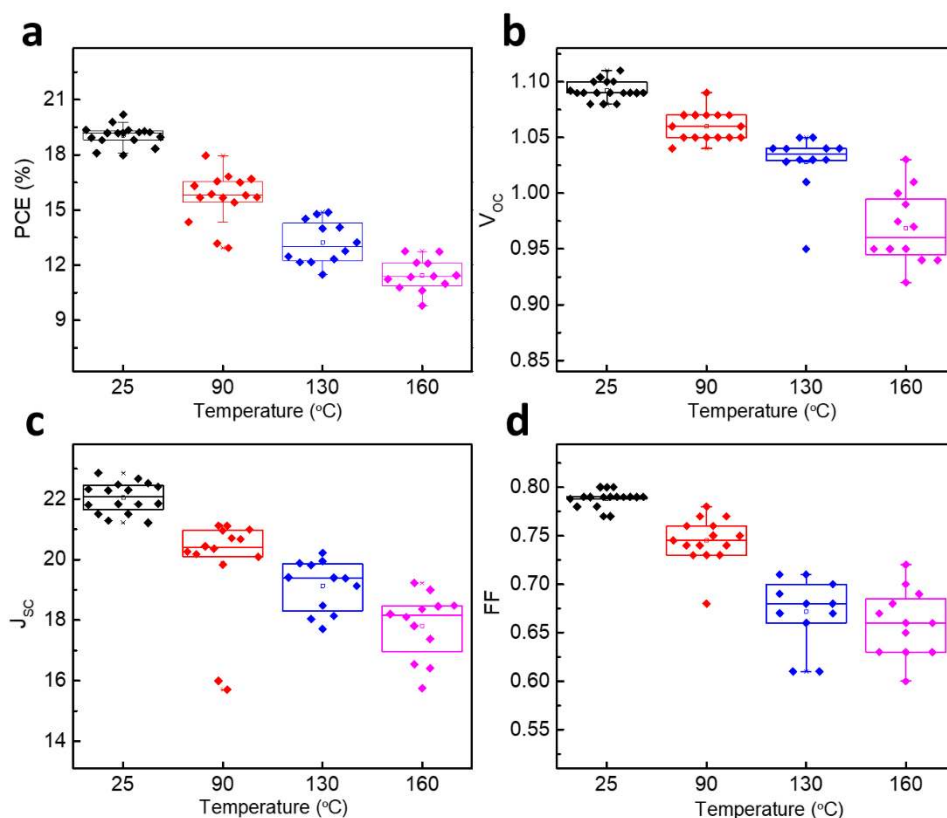 a
PCE (%)
21
18
15
12
9
25 90 130 160
Temperature (°C)
b
V_OC
1.10
1.05
1.00
0.95
0.90
0.85
25 90 130 160
Temperature (°C)
c
J_SC
22
20
18
16
14
25 90 130 160
Temperature (°C)
d
FF
0.80
0.75
0.70
0.65
0.60
0.55
25 90 130 160
Temperature (°C)